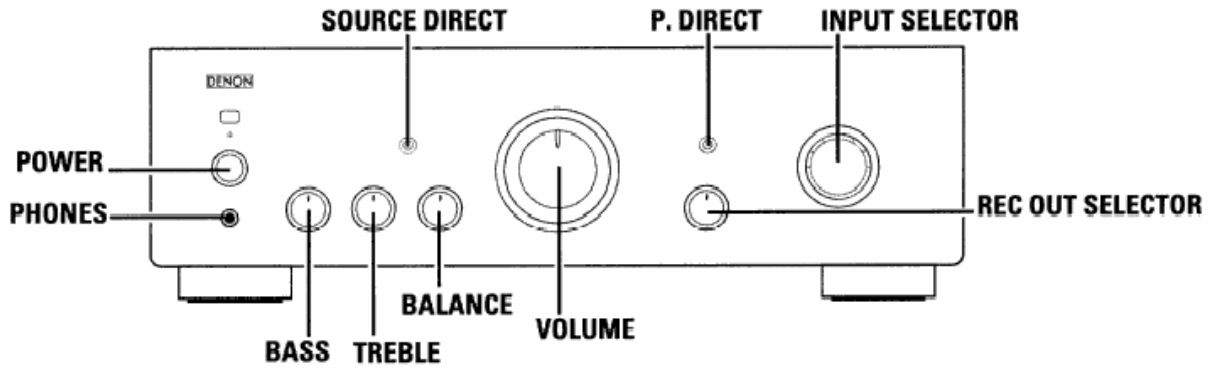 SOURCE DIRECT P. DIRECT INPUT SELECTOR
DENON
POWER
PHONES
REC OUT SELECTOR
BALANCE
VOLUME
BASS TREBLE